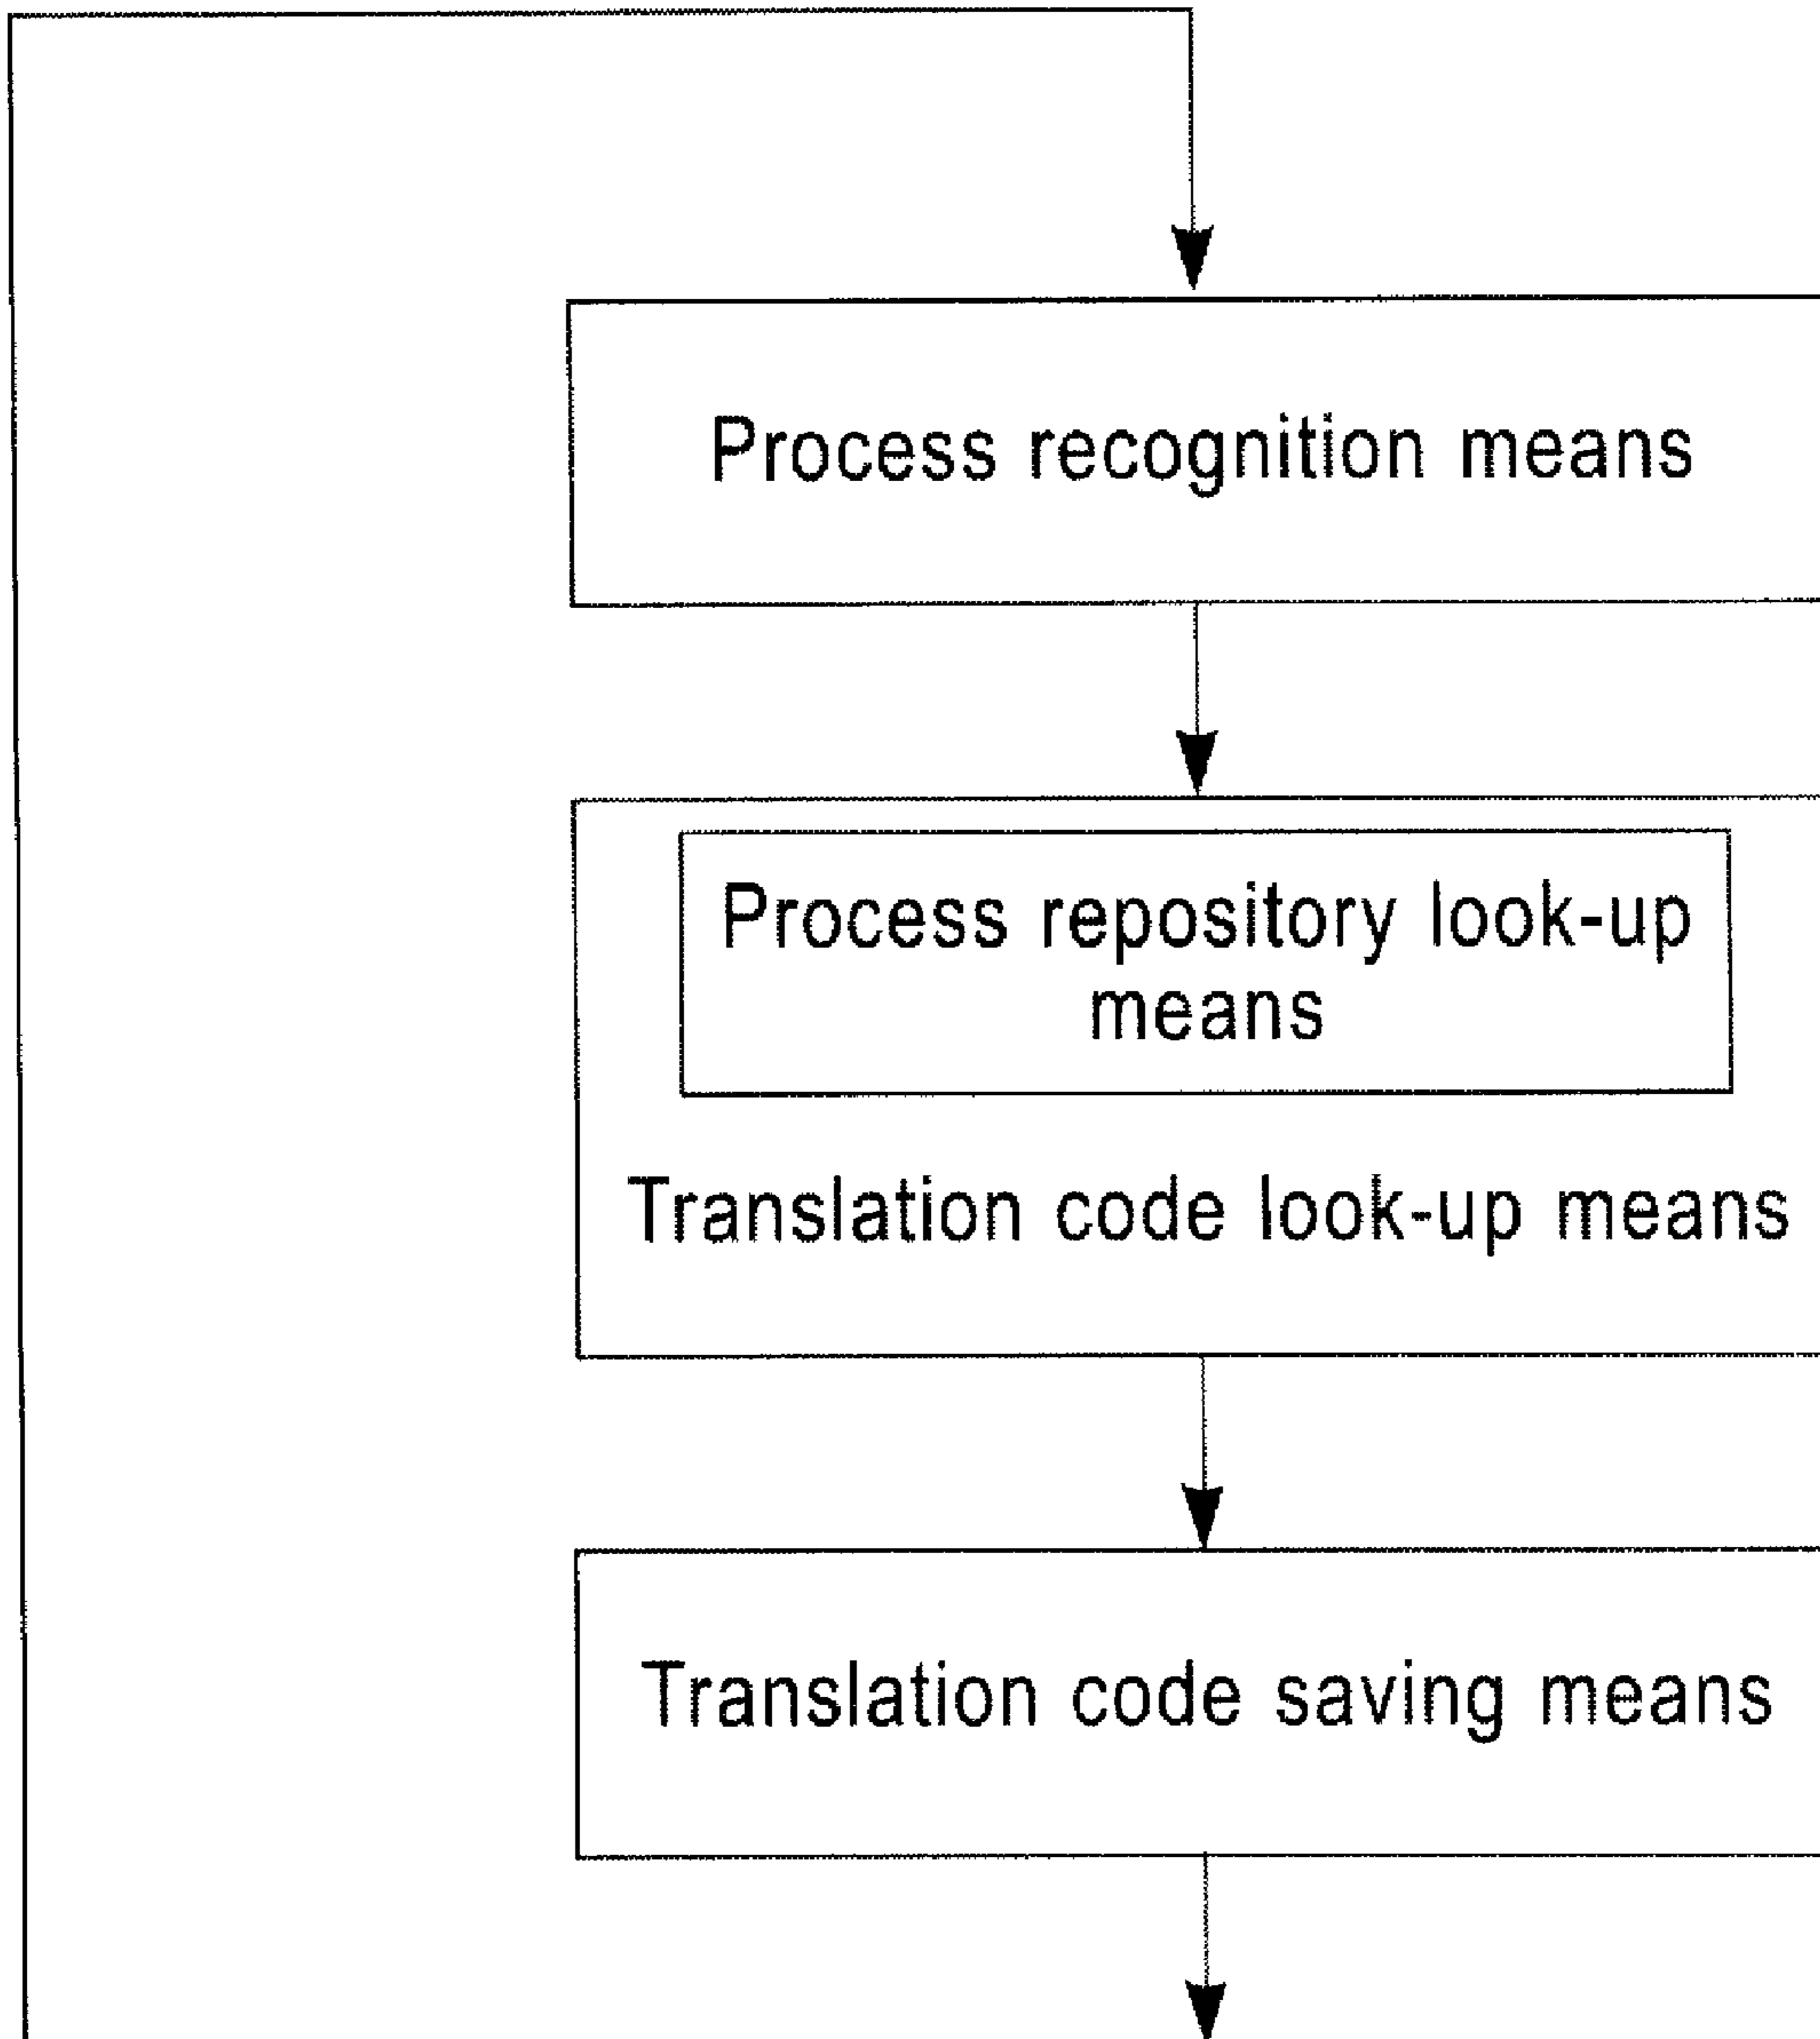 Process recognition means
Process repository look-up
means
Translation code look-up means
Translation code saving means